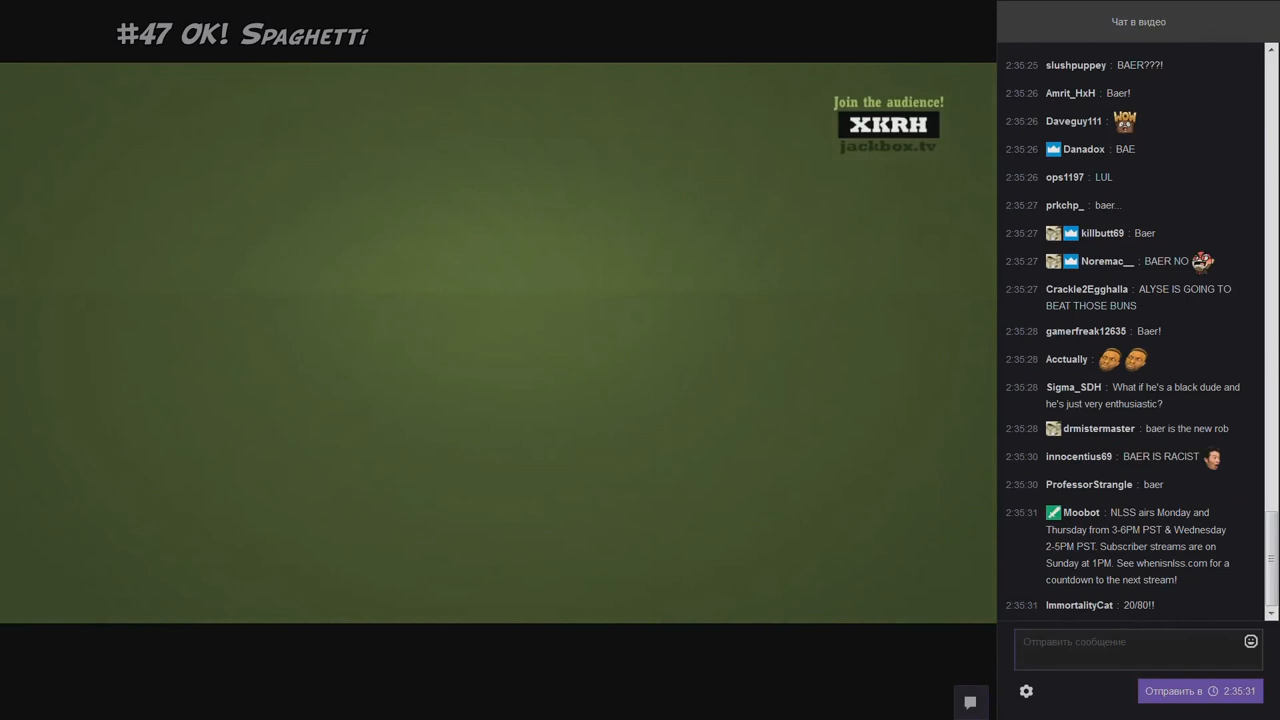 #47 OK! SPAGHETTI
Join the audience!
XKRH
jackbox.tv
Чат в видео
2:35:25 slushpuppey : BAER???!
2:35:26 Amrit_HxH : Baer!
2:35:26 Daveguy111 : WOW
2:35:26 Danadox : BAE
2:35:26 ops1197 : LUL
2:35:27 prkchp_ : baer...
2:35:27 killbutt69 : Baer
2:35:27 Noremac__ : BAER NO
2:35:27 Crackle2Egghalla : ALYSE IS GOING TO
BEAT THOSE BUNS
2:35:28 gamerfreak12635 : Baer!
2:35:28 Acctually :
2:35:28 Sigma_SDH : What if he's a black dude and
he's just very enthusiastic?
2:35:28 drmistermaster : baer is the new rob
2:35:30 innocentius69 : BAER IS RACIST
2:35:30 ProfessorStrangle : baer
2:35:31 Moobot : NLSS airs Monday and
Thursday from 3-6PM PST & Wednesday
2-5PM PST. Subscriber streams are on
Sunday at 1PM. See whenisnlss.com for a
countdown to the next stream!
2:35:31 ImmortalityCat : 20/80!!
Отправить сообщение
Отправить в 2:35:31